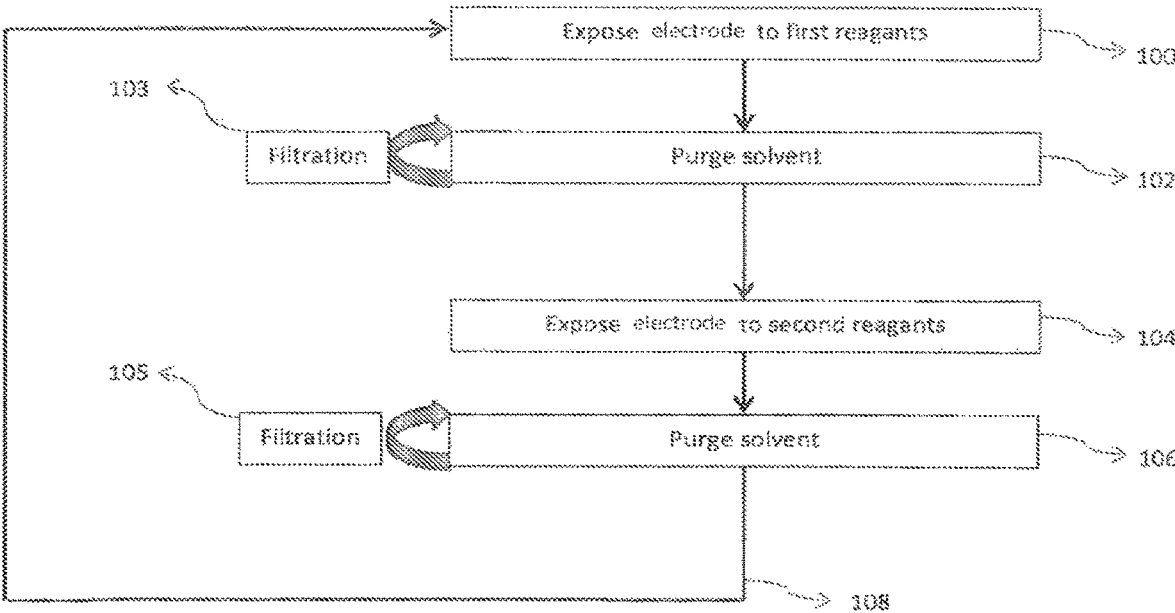 Expose electrode to first reagants
100
103
Filtration
Purge solvent
102
Expose electrode to second reagants
104
105
Filtration
Purge solvent
106
108